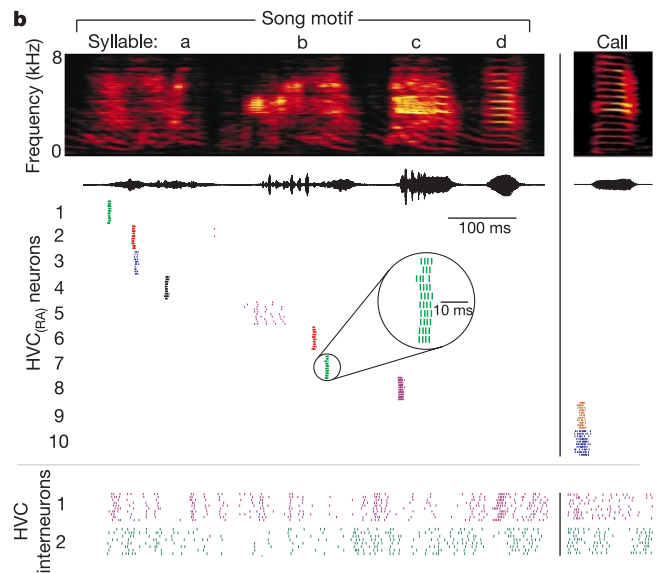 b
Song motif
Syllable: a b c d Call
Frequency (kHz)
8
0
100 ms
HVC(RA) neurons
1
2
3
4
5
6
7
8
9
10
10 ms
HVC interneurons
1
2